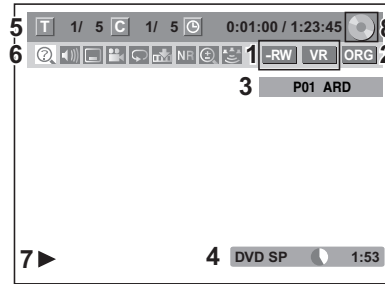 5 T 1/ 5 C 1/ 5 0:01:00 / 1:23:45 8
6 ? NR 1 -RW VR ORG 2
3 P01 ARD
7 4 DVD SP 1:53